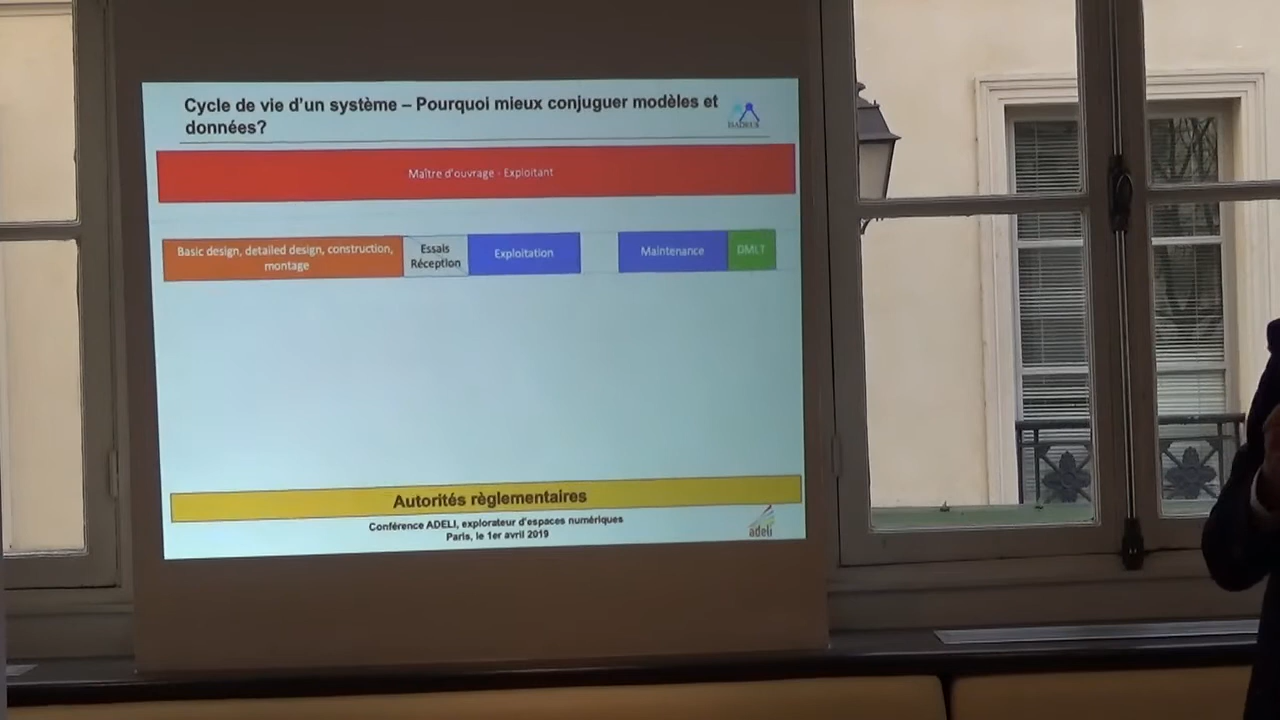 Cycle de vie d'un système – Pourquoi mieux conjuguer modèles et
données?
Maître d'ouvrage - Exploitant
Basic design, detailed design, construction,
montage
Essais
Réception
Exploitation
Maintenance
DMLT
Autorités règlementaires
Conférence ADELI, explorateur d'espaces numériques
Paris, le 1er avril 2019
adeli